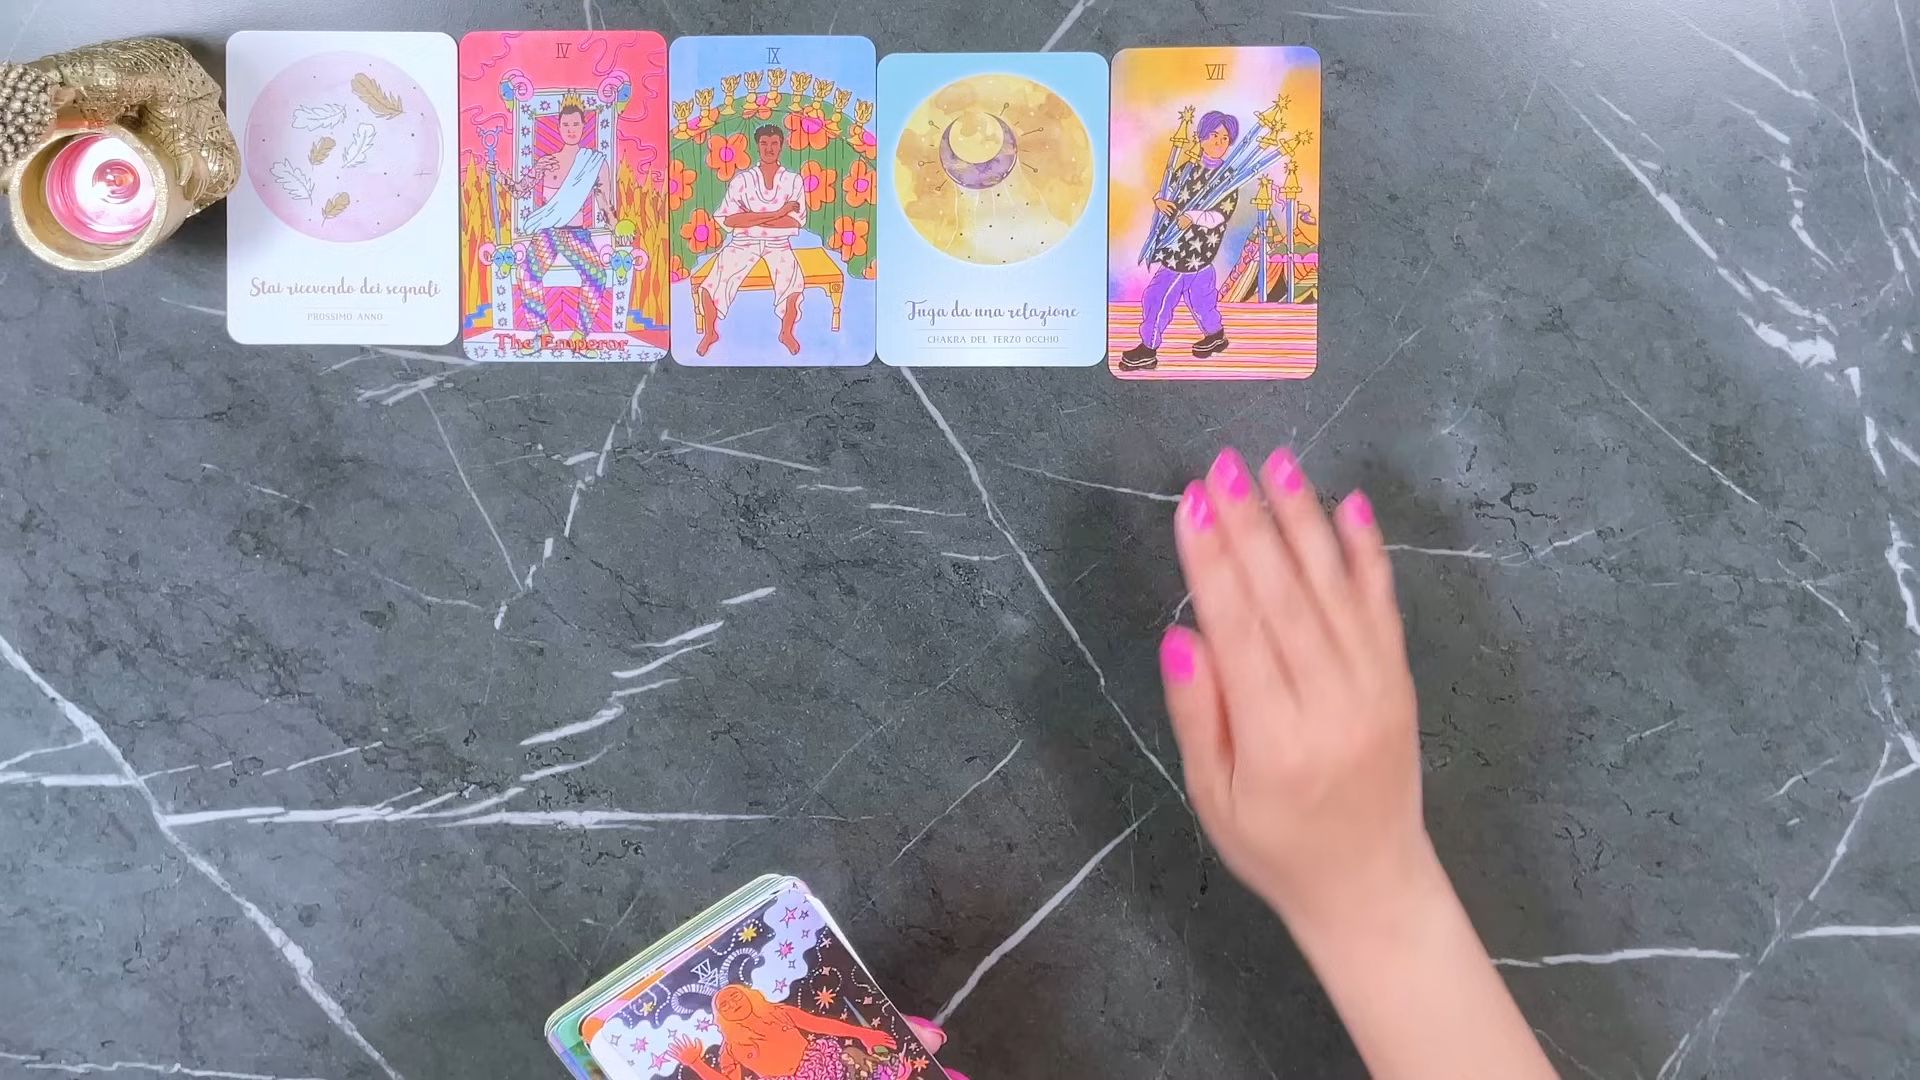 Stai ricevendo dei segnali
PROSSIMO ANNO
IV
The Emperor
IX
Fuga da una relazione
CHAKRA DEL TERZO OCCHIO
VII
XV